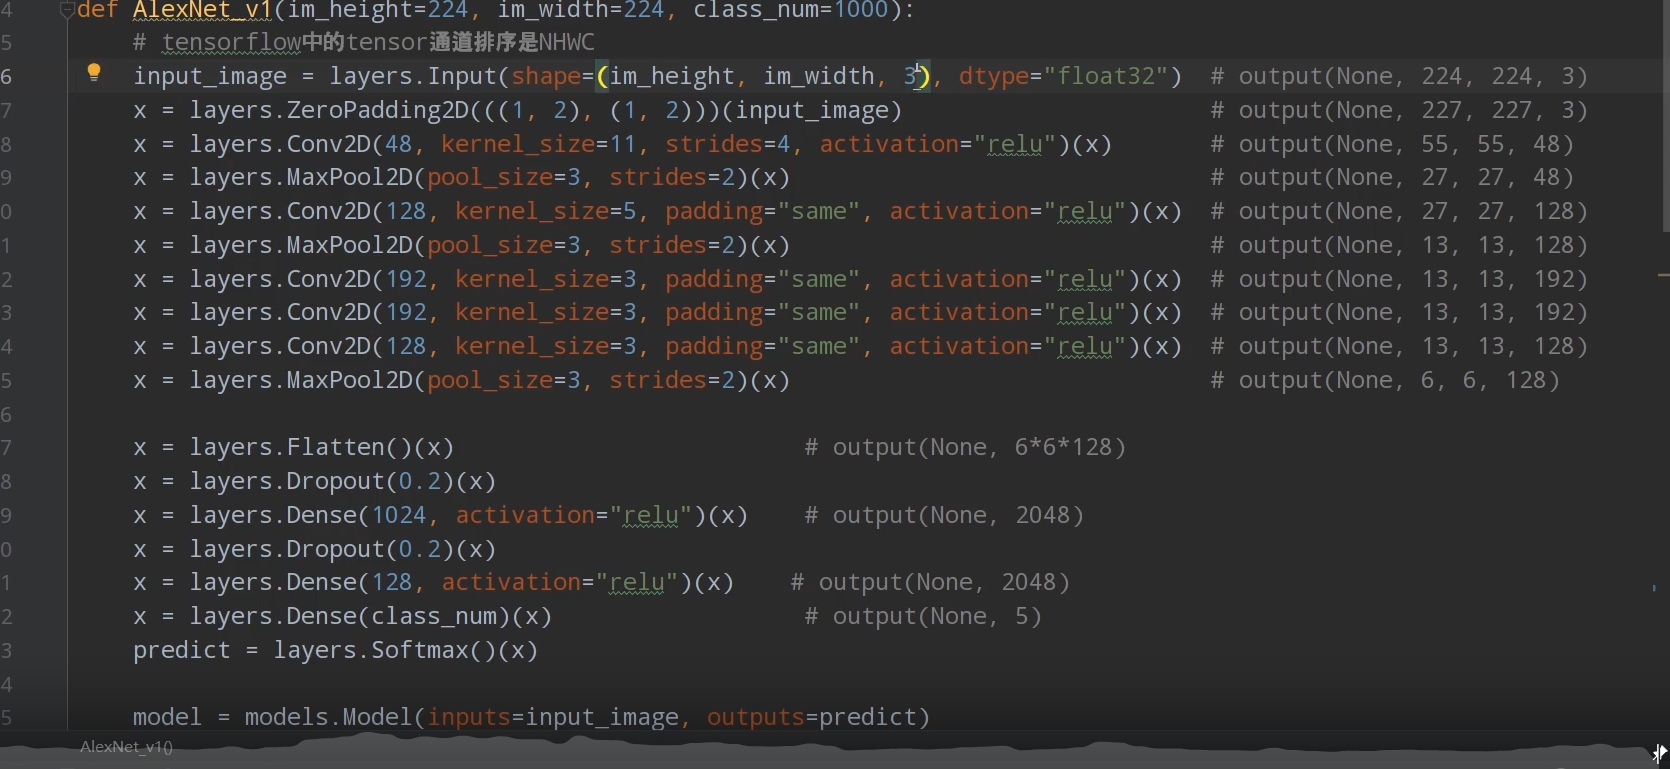 4 def AlexNet_v1(im_height=224, im_width=224, class_num=1000):
5 # tensorflow中的tensor通道排序是NHWC
6 input_image = layers.Input(shape=(im_height, im_width, 3), dtype="float32") # output(None, 224, 224, 3)
7 x = layers.ZeroPadding2D(((1, 2), (1, 2)))(input_image) # output(None, 227, 227, 3)
8 x = layers.Conv2D(48, kernel_size=11, strides=4, activation="relu")(x) # output(None, 55, 55, 48)
9 x = layers.MaxPool2D(pool_size=3, strides=2)(x) # output(None, 27, 27, 48)
0 x = layers.Conv2D(128, kernel_size=5, padding="same", activation="relu")(x) # output(None, 27, 27, 128)
1 x = layers.MaxPool2D(pool_size=3, strides=2)(x) # output(None, 13, 13, 128)
2 x = layers.Conv2D(192, kernel_size=3, padding="same", activation="relu")(x) # output(None, 13, 13, 192)
3 x = layers.Conv2D(192, kernel_size=3, padding="same", activation="relu")(x) # output(None, 13, 13, 192)
4 x = layers.Conv2D(128, kernel_size=3, padding="same", activation="relu")(x) # output(None, 13, 13, 128)
5 x = layers.MaxPool2D(pool_size=3, strides=2)(x) # output(None, 6, 6, 128)
6
7 x = layers.Flatten()(x) # output(None, 6*6*128)
8 x = layers.Dropout(0.2)(x)
9 x = layers.Dense(1024, activation="relu")(x) # output(None, 2048)
0 x = layers.Dropout(0.2)(x)
1 x = layers.Dense(128, activation="relu")(x) # output(None, 2048)
2 x = layers.Dense(class_num)(x) # output(None, 5)
3 predict = layers.Softmax()(x)
4
5 model = models.Model(inputs=input_image, outputs=predict)
AlexNet_v1()